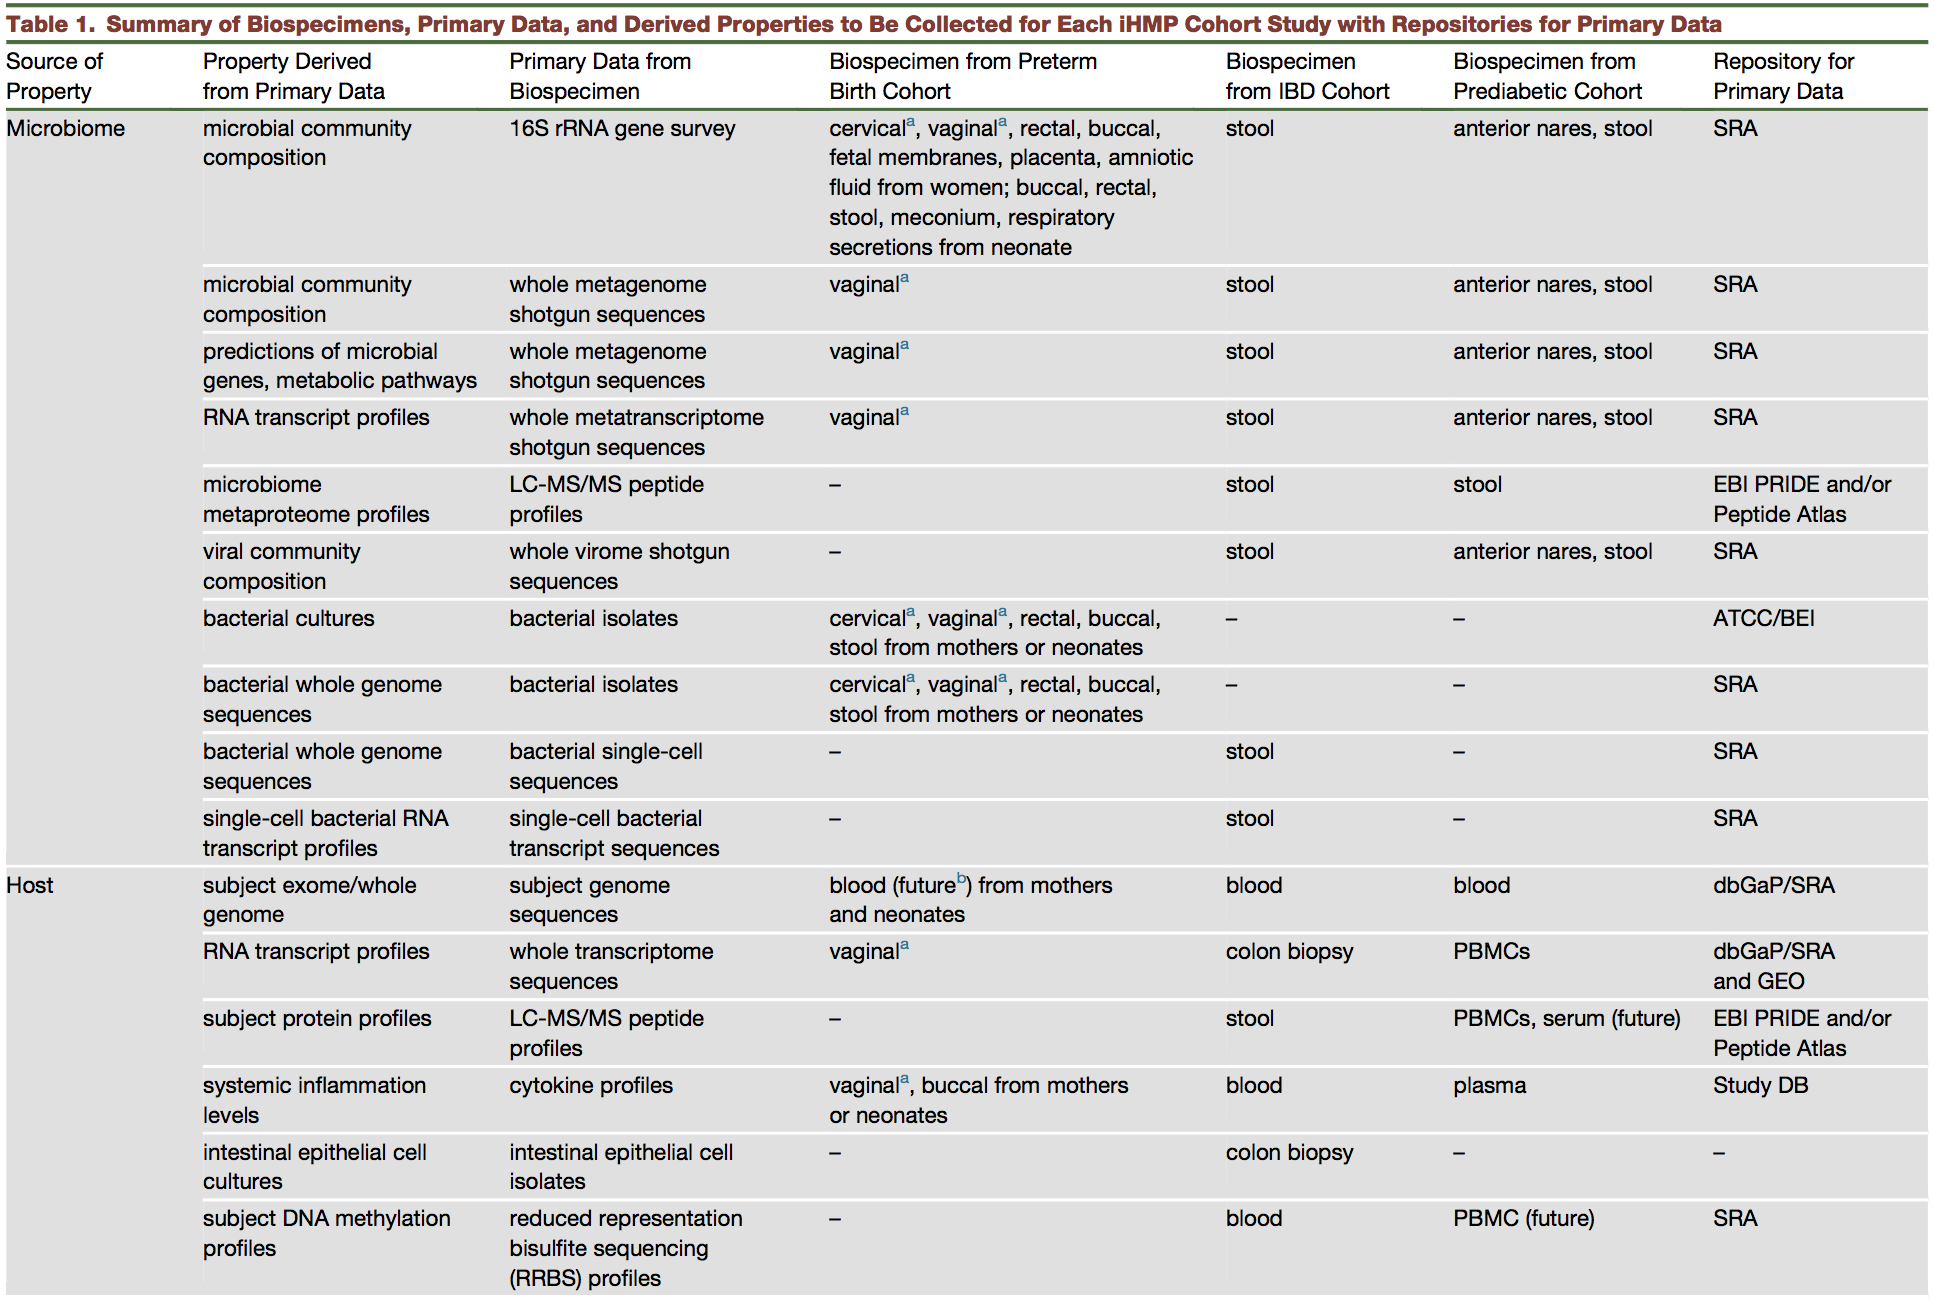 Table 1. Summary of Biospecimens, Primary Data, and Derived Properties to Be Collected for Each iHMP Cohort Study with Repositories for Primary Data
Source of Property | Property Derived from Primary Data | Primary Data from Biospecimen | Biospecimen from Preterm Birth Cohort | Biospecimen from IBD Cohort | Biospecimen from Prediabetic Cohort | Repository for Primary Data
Microbiome | microbial community composition | 16S rRNA gene survey | cervicalᵃ, vaginalᵃ, rectal, buccal, fetal membranes, placenta, amniotic fluid from women; buccal, rectal, stool, meconium, respiratory secretions from neonate | stool | anterior nares, stool | SRA
microbial community composition | whole metagenome shotgun sequences | vaginalᵃ | stool | anterior nares, stool | SRA
predictions of microbial genes, metabolic pathways | whole metagenome shotgun sequences | vaginalᵃ | stool | anterior nares, stool | SRA
RNA transcript profiles | whole metatranscriptome shotgun sequences | vaginalᵃ | stool | anterior nares, stool | SRA
microbiome metaproteome profiles | LC-MS/MS peptide profiles | – | stool | stool | EBI PRIDE and/or Peptide Atlas
viral community composition | whole virome shotgun sequences | – | stool | anterior nares, stool | SRA
bacterial cultures | bacterial isolates | cervicalᵃ, vaginalᵃ, rectal, buccal, stool from mothers or neonates | – | – | ATCC/BEI
bacterial whole genome sequences | bacterial isolates | cervicalᵃ, vaginalᵃ, rectal, buccal, stool from mothers or neonates | – | – | SRA
bacterial whole genome sequences | bacterial single-cell sequences | – | stool | – | SRA
single-cell bacterial RNA transcript profiles | single-cell bacterial transcript sequences | – | stool | – | SRA
Host | subject exome/whole genome | subject genome sequences | blood (futureᵇ) from mothers and neonates | blood | blood | dbGaP/SRA
RNA transcript profiles | whole transcriptome sequences | vaginalᵃ | colon biopsy | PBMCs | dbGaP/SRA and GEO
subject protein profiles | LC-MS/MS peptide profiles | – | stool | PBMCs, serum (future) | EBI PRIDE and/or Peptide Atlas
systemic inflammation levels | cytokine profiles | vaginalᵃ, buccal from mothers or neonates | blood | plasma | Study DB
intestinal epithelial cell cultures | intestinal epithelial cell isolates | – | colon biopsy | – | –
subject DNA methylation profiles | reduced representation bisulfite sequencing (RRBS) profiles | – | blood | PBMC (future) | SRA